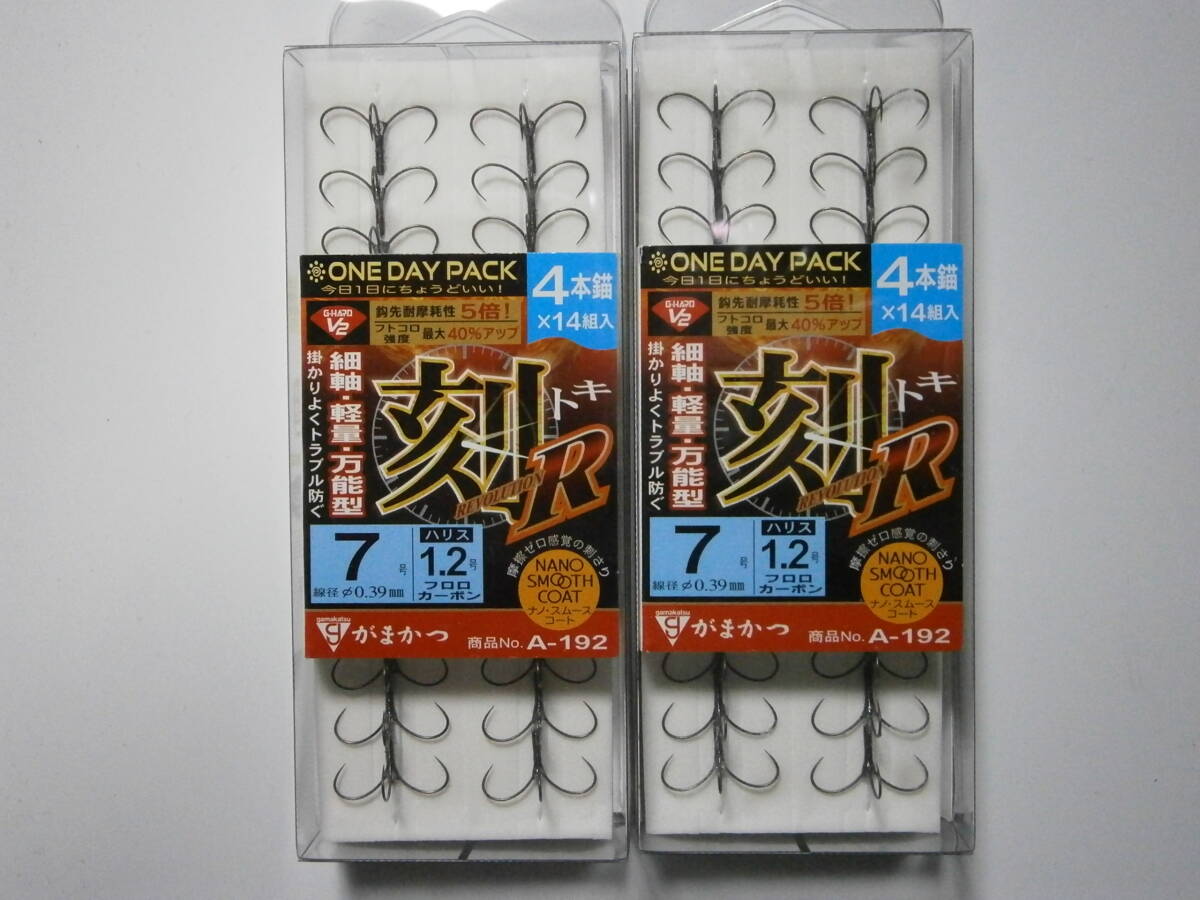 ONE DAY PACK
今日1日にちょうどいい!
4本錨
×14組入
G-HARD
V2
鈎先耐摩耗性 5倍!
フトコロ強度 最大40%アップ
細軸・軽量・万能型
掛かりよくトラブル防ぐ
刻
トキ
REVOLUTION
R
7号
線径φ0.39mm
ハリス
1.2号
フロロ
カーボン
摩擦ゼロ感覚の刺さり
NANO
SMOOTH
COAT
ナノ・スムース
コート
gamakatsu
がまかつ
商品No. A-192
ONE DAY PACK
今日1日にちょうどいい!
4本錨
×14組入
G-HARD
V2
鈎先耐摩耗性 5倍!
フトコロ強度 最大40%アップ
細軸・軽量・万能型
掛かりよくトラブル防ぐ
刻
トキ
REVOLUTION
R
7号
線径φ0.39mm
ハリス
1.2号
フロロ
カーボン
摩擦ゼロ感覚の刺さり
NANO
SMOOTH
COAT
ナノ・スムース
コート
gamakatsu
がまかつ
商品No. A-192